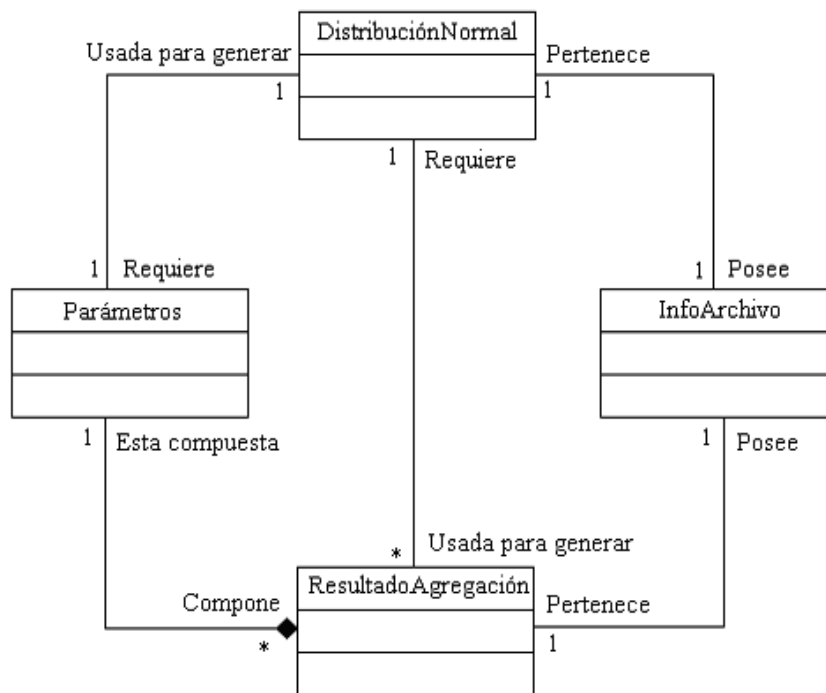 DistribuciónNormal
Usada para generar
Pertenece
1
1
1
Requiere
1
Requiere
1
Posee
Parámetros
InfoArchivo
1
Esta compuesta
1
Posee
*
Usada para generar
ResultadoAgregación
Compone
Pertenece
*
1